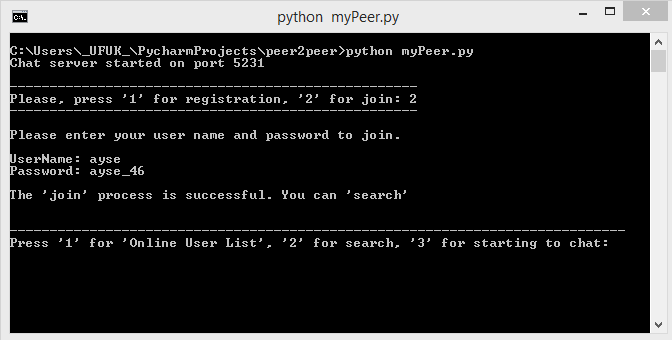 python myPeer.py
C:\Users\_UFUK_\PycharmProjects\peer2peer>python myPeer.py
Chat server started on port 5231
Please, press '1' for registration, '2' for join: 2
Please enter your user name and password to join.
UserName: ayse
Password: ayse_46
The 'join' process is successful. You can 'search'
Press '1' for 'Online User List', '2' for search, '3' for starting to chat: